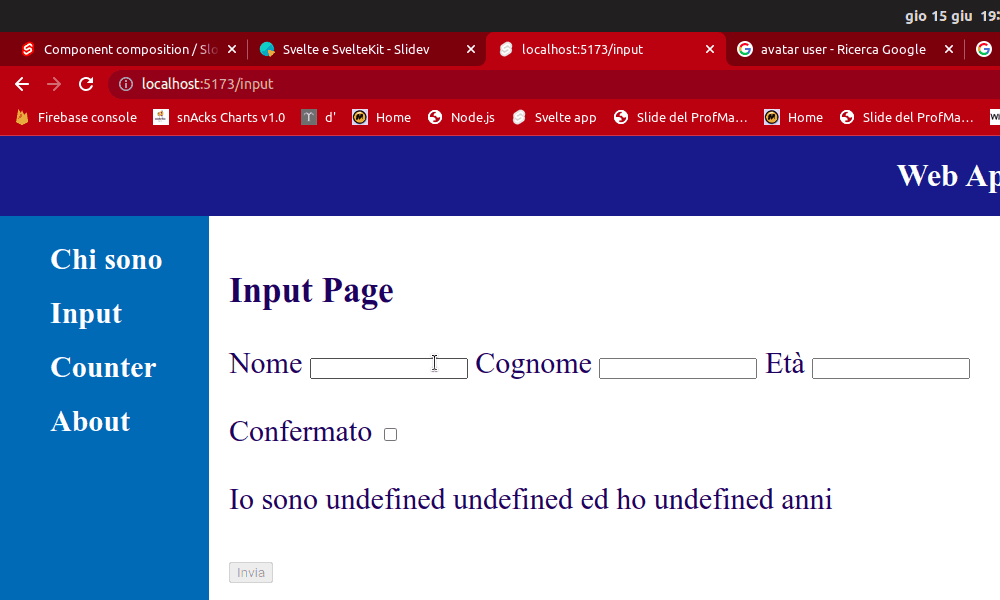 gio 15 giu 19:
Component composition / Slo
Svelte e SvelteKit - Slidev
localhost:5173/input
avatar user - Ricerca Google
localhost:5173/input
Firebase console
snAcks Charts v1.0
d'
Home
Node.js
Svelte app
Slide del ProfMa...
Home
Slide del ProfMa...
Web Ap
Chi sono
Input
Counter
About
Input Page
Nome Cognome Età
Confermato
Io sono undefined undefined ed ho undefined anni
Invia